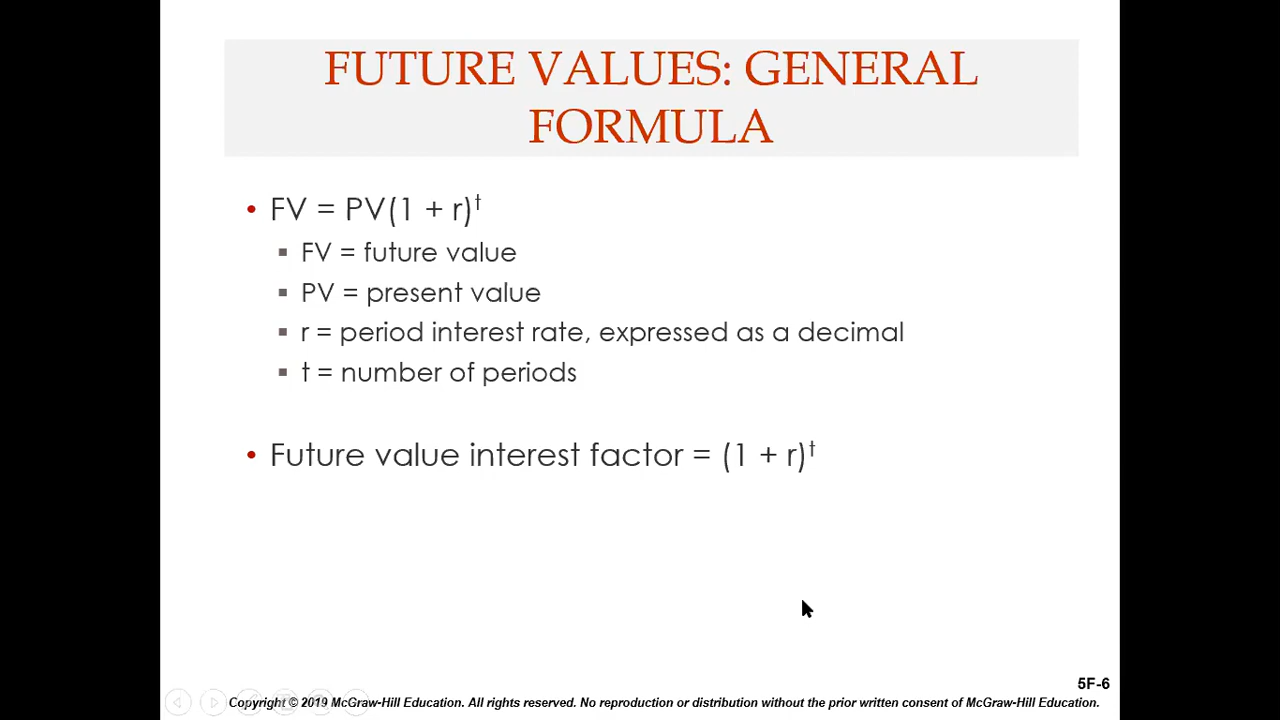 FUTURE VALUES: GENERAL
FORMULA
• FV = PV(1 + r)ᵗ
▪ FV = future value
▪ PV = present value
▪ r = period interest rate, expressed as a decimal
▪ t = number of periods
• Future value interest factor = (1 + r)ᵗ
5F-6
Copyright © 2019 McGraw-Hill Education. All rights reserved. No reproduction or distribution without the prior written consent of McGraw-Hill Education.